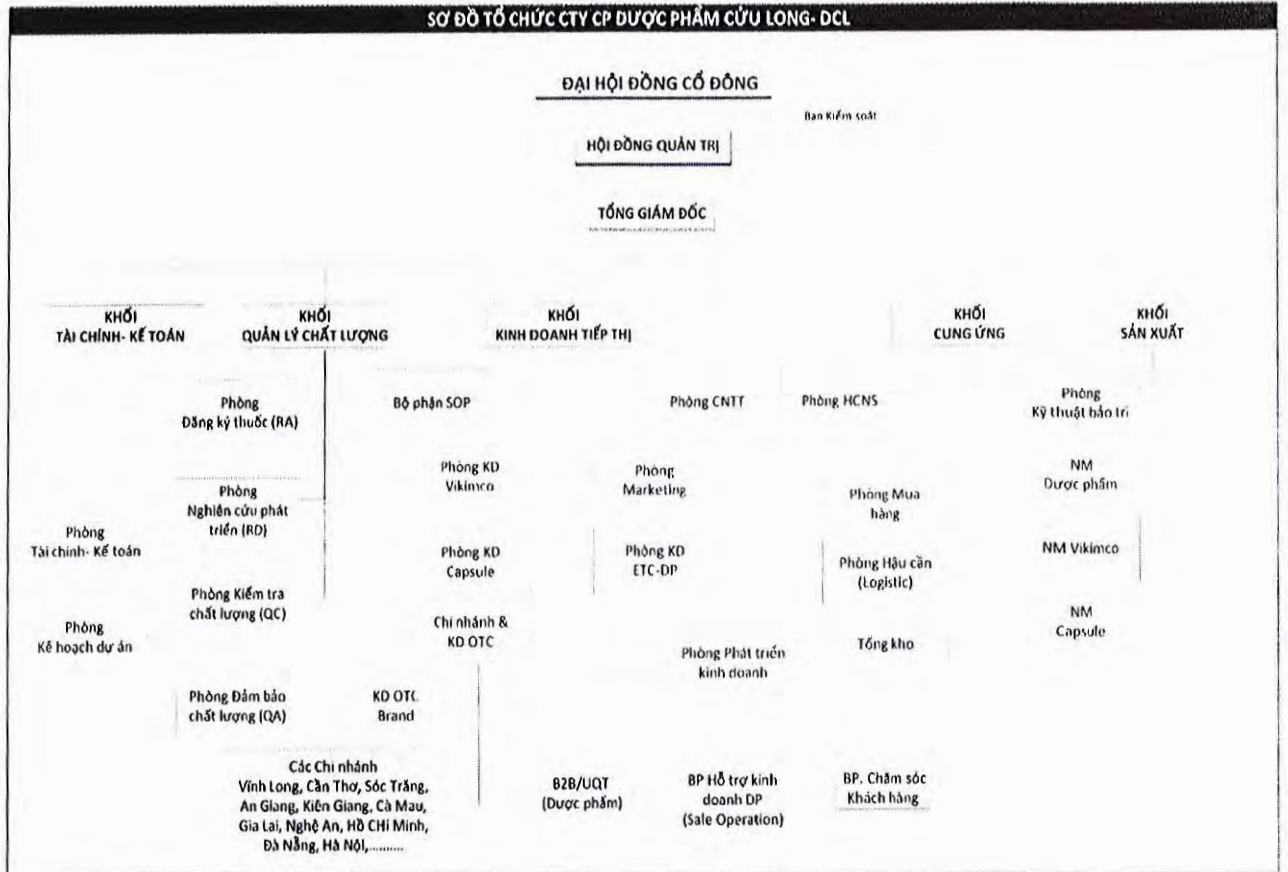 SƠ ĐỒ TỔ CHỨC CTY CP DƯỢC PHẨM CỬU LONG- DCL
ĐẠI HỘI ĐỒNG CỔ ĐÔNG
Ban Kiểm soát
HỘI ĐỒNG QUẢN TRỊ
TỔNG GIÁM ĐỐC
KHỐI
TÀI CHÍNH- KẾ TOÁN
KHỐI
QUẢN LÝ CHẤT LƯỢNG
KHỐI
KINH DOANH TIẾP THỊ
KHỐI
CUNG ỨNG
KHỐI
SẢN XUẤT
Phòng
Đăng ký thuốc (RA)
Bộ phận SOP
Phòng CNTT
Phòng HCNS
Phòng
Kỹ thuật bảo trì
Phòng KD
Vikimco
Phòng
Marketing
NM
Dược phẩm
Phòng
Nghiên cứu phát
triển (RD)
Phòng Mua
hàng
Phòng
Tài chinh- Kế toán
Phòng KD
Capsule
Phòng KD
ETC-DP
Phòng Hậu cần
(Logistic)
NM Vikimco
Phòng Kiểm tra
chất lượng (QC)
Phòng
Kế hoạch dự án
Chi nhánh &
KD OTC
Phòng Phát triển
kinh doanh
Tổng kho
NM
Capsule
Phòng Đảm bảo
chất lượng (QA)
KD OTC
Brand
Các Chi nhánh
Vĩnh Long, Cần Thơ, Sóc Trăng,
An Giang, Kiên Giang, Cà Mau,
Gia Lai, Nghệ An, Hồ CHí Minh,
Đà Nẵng, Hà Nội,..........
B2B/UQT
(Dược phẩm)
BP Hỗ trợ kinh
doanh DP
(Sale Operation)
BP. Chăm sóc
Khách hàng